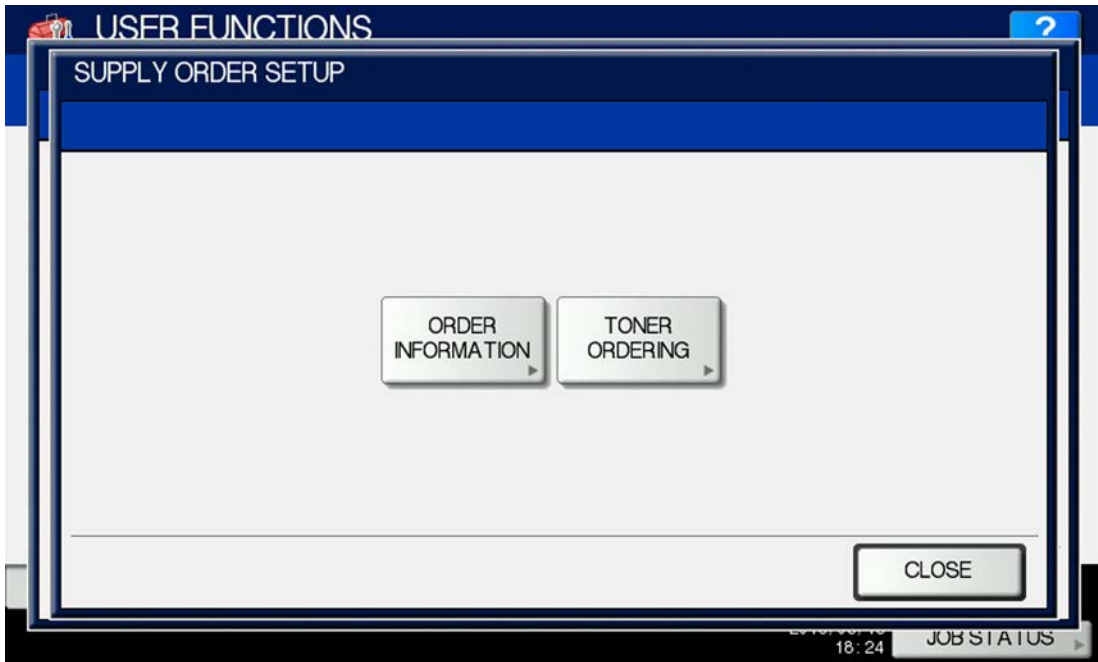 USER FUNCTIONS
?
SUPPLY ORDER SETUP
ORDER
INFORMATION
TONER
ORDERING
CLOSE
18:24
JOB STATUS